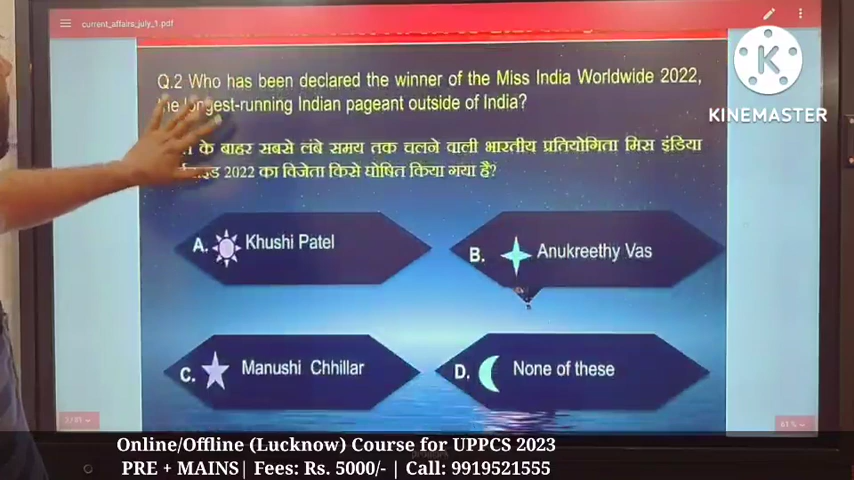 current_affairs_july_1.pdf
Q.2 Who has been declared the winner of the Miss India Worldwide 2022,
longest-running Indian pageant outside of India?
के बाहर सबसे लंबे समय तक चलने वाली भारतीय प्रतियोगिता मिस इंडिया
2022 का विजेता किसे घोषित किया गया है?
A. Khushi Patel
B. Anukreethy Vas
C. Manushi Chhillar
D. None of these
KINEMASTER
Online/Offline (Lucknow) Course for UPPCS 2023
PRE + MAINS| Fees: Rs. 5000/- | Call: 9919521555